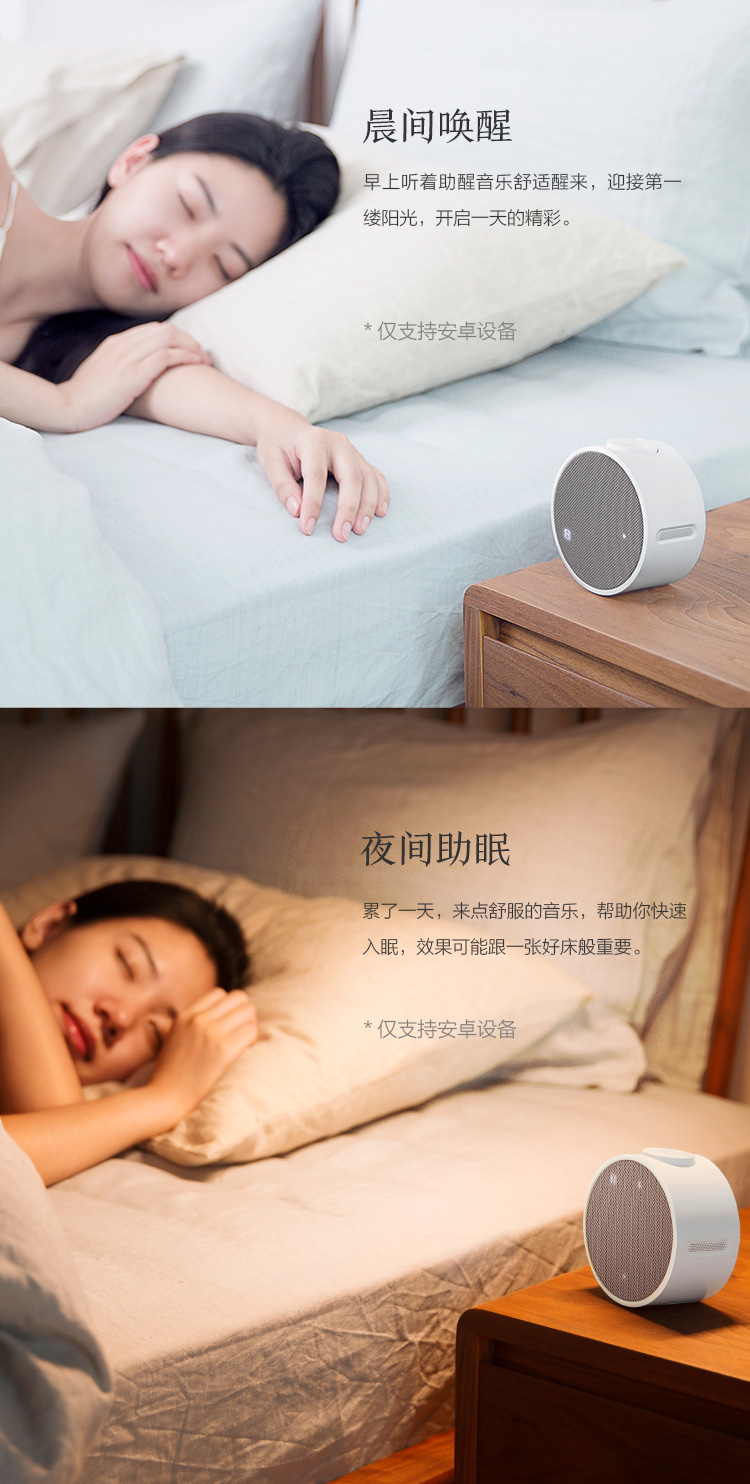 晨间唤醒
早上听着助醒音乐舒适醒来，迎接第一
缕阳光，开启一天的精彩。
* 仅支持安卓设备
夜间助眠
累了一天，来点舒服的音乐，帮助你快速
入眠，效果可能跟一张好床般重要。
* 仅支持安卓设备